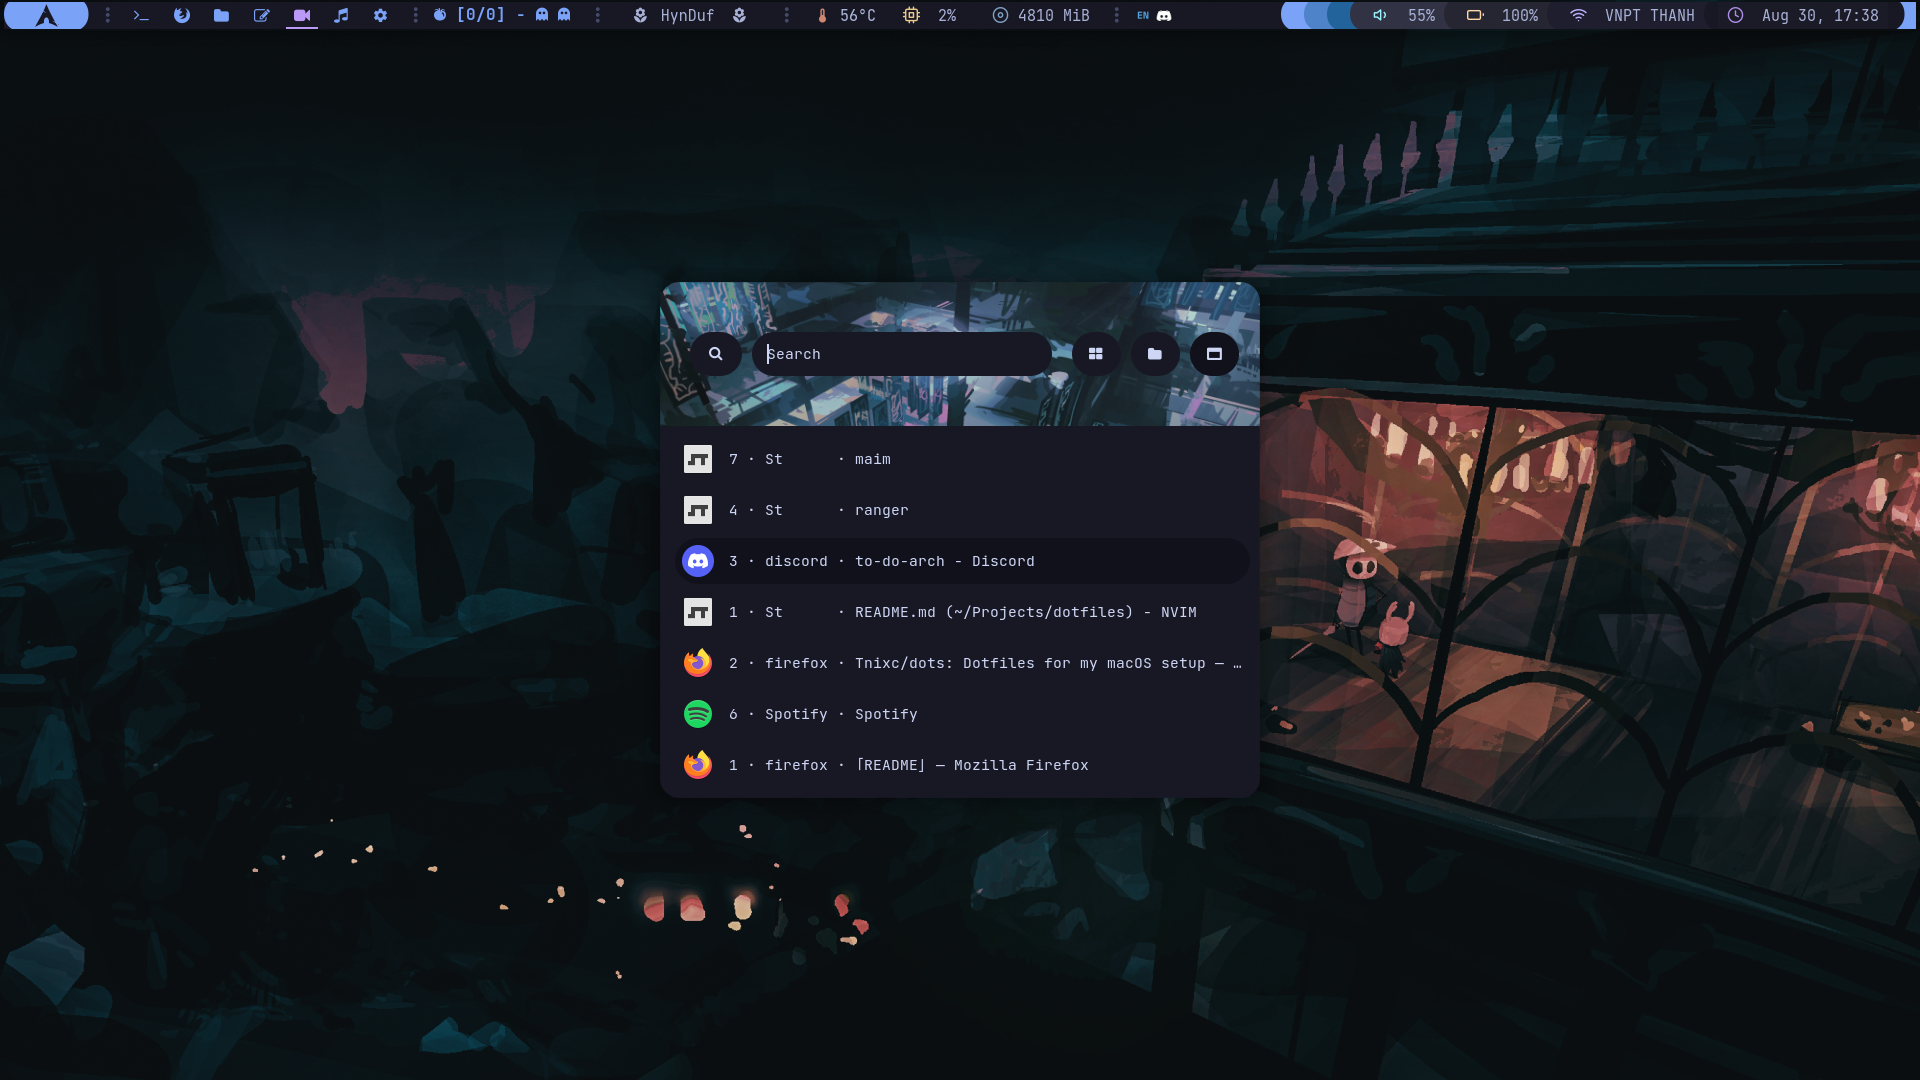 [0/0] - HynDuf 56°C 2% 4810 MiB EN 55% 100% VNPT THANH Aug 30, 17:38
Search
7 · St · maim
4 · St · ranger
3 · discord · to-do-arch - Discord
1 · St · README.md (~/Projects/dotfiles) - NVIM
2 · firefox · Tnixc/dots: Dotfiles for my macOS setup — …
6 · Spotify · Spotify
1 · firefox · ⌈README⌋ — Mozilla Firefox